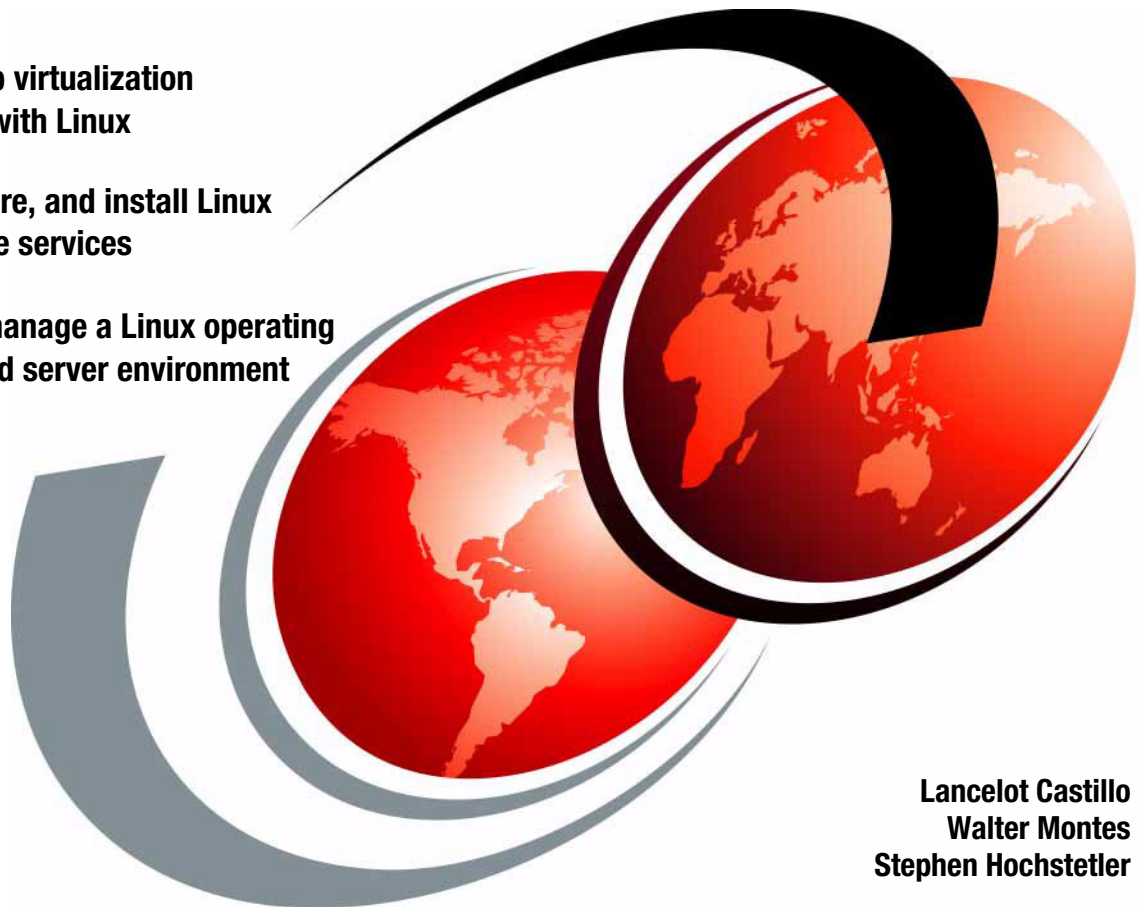 virtualization
with Linux
re, and install Linux
e services
manage a Linux operating
d server environment
Lancelot Castillo
Walter Montes
Stephen Hochstetler